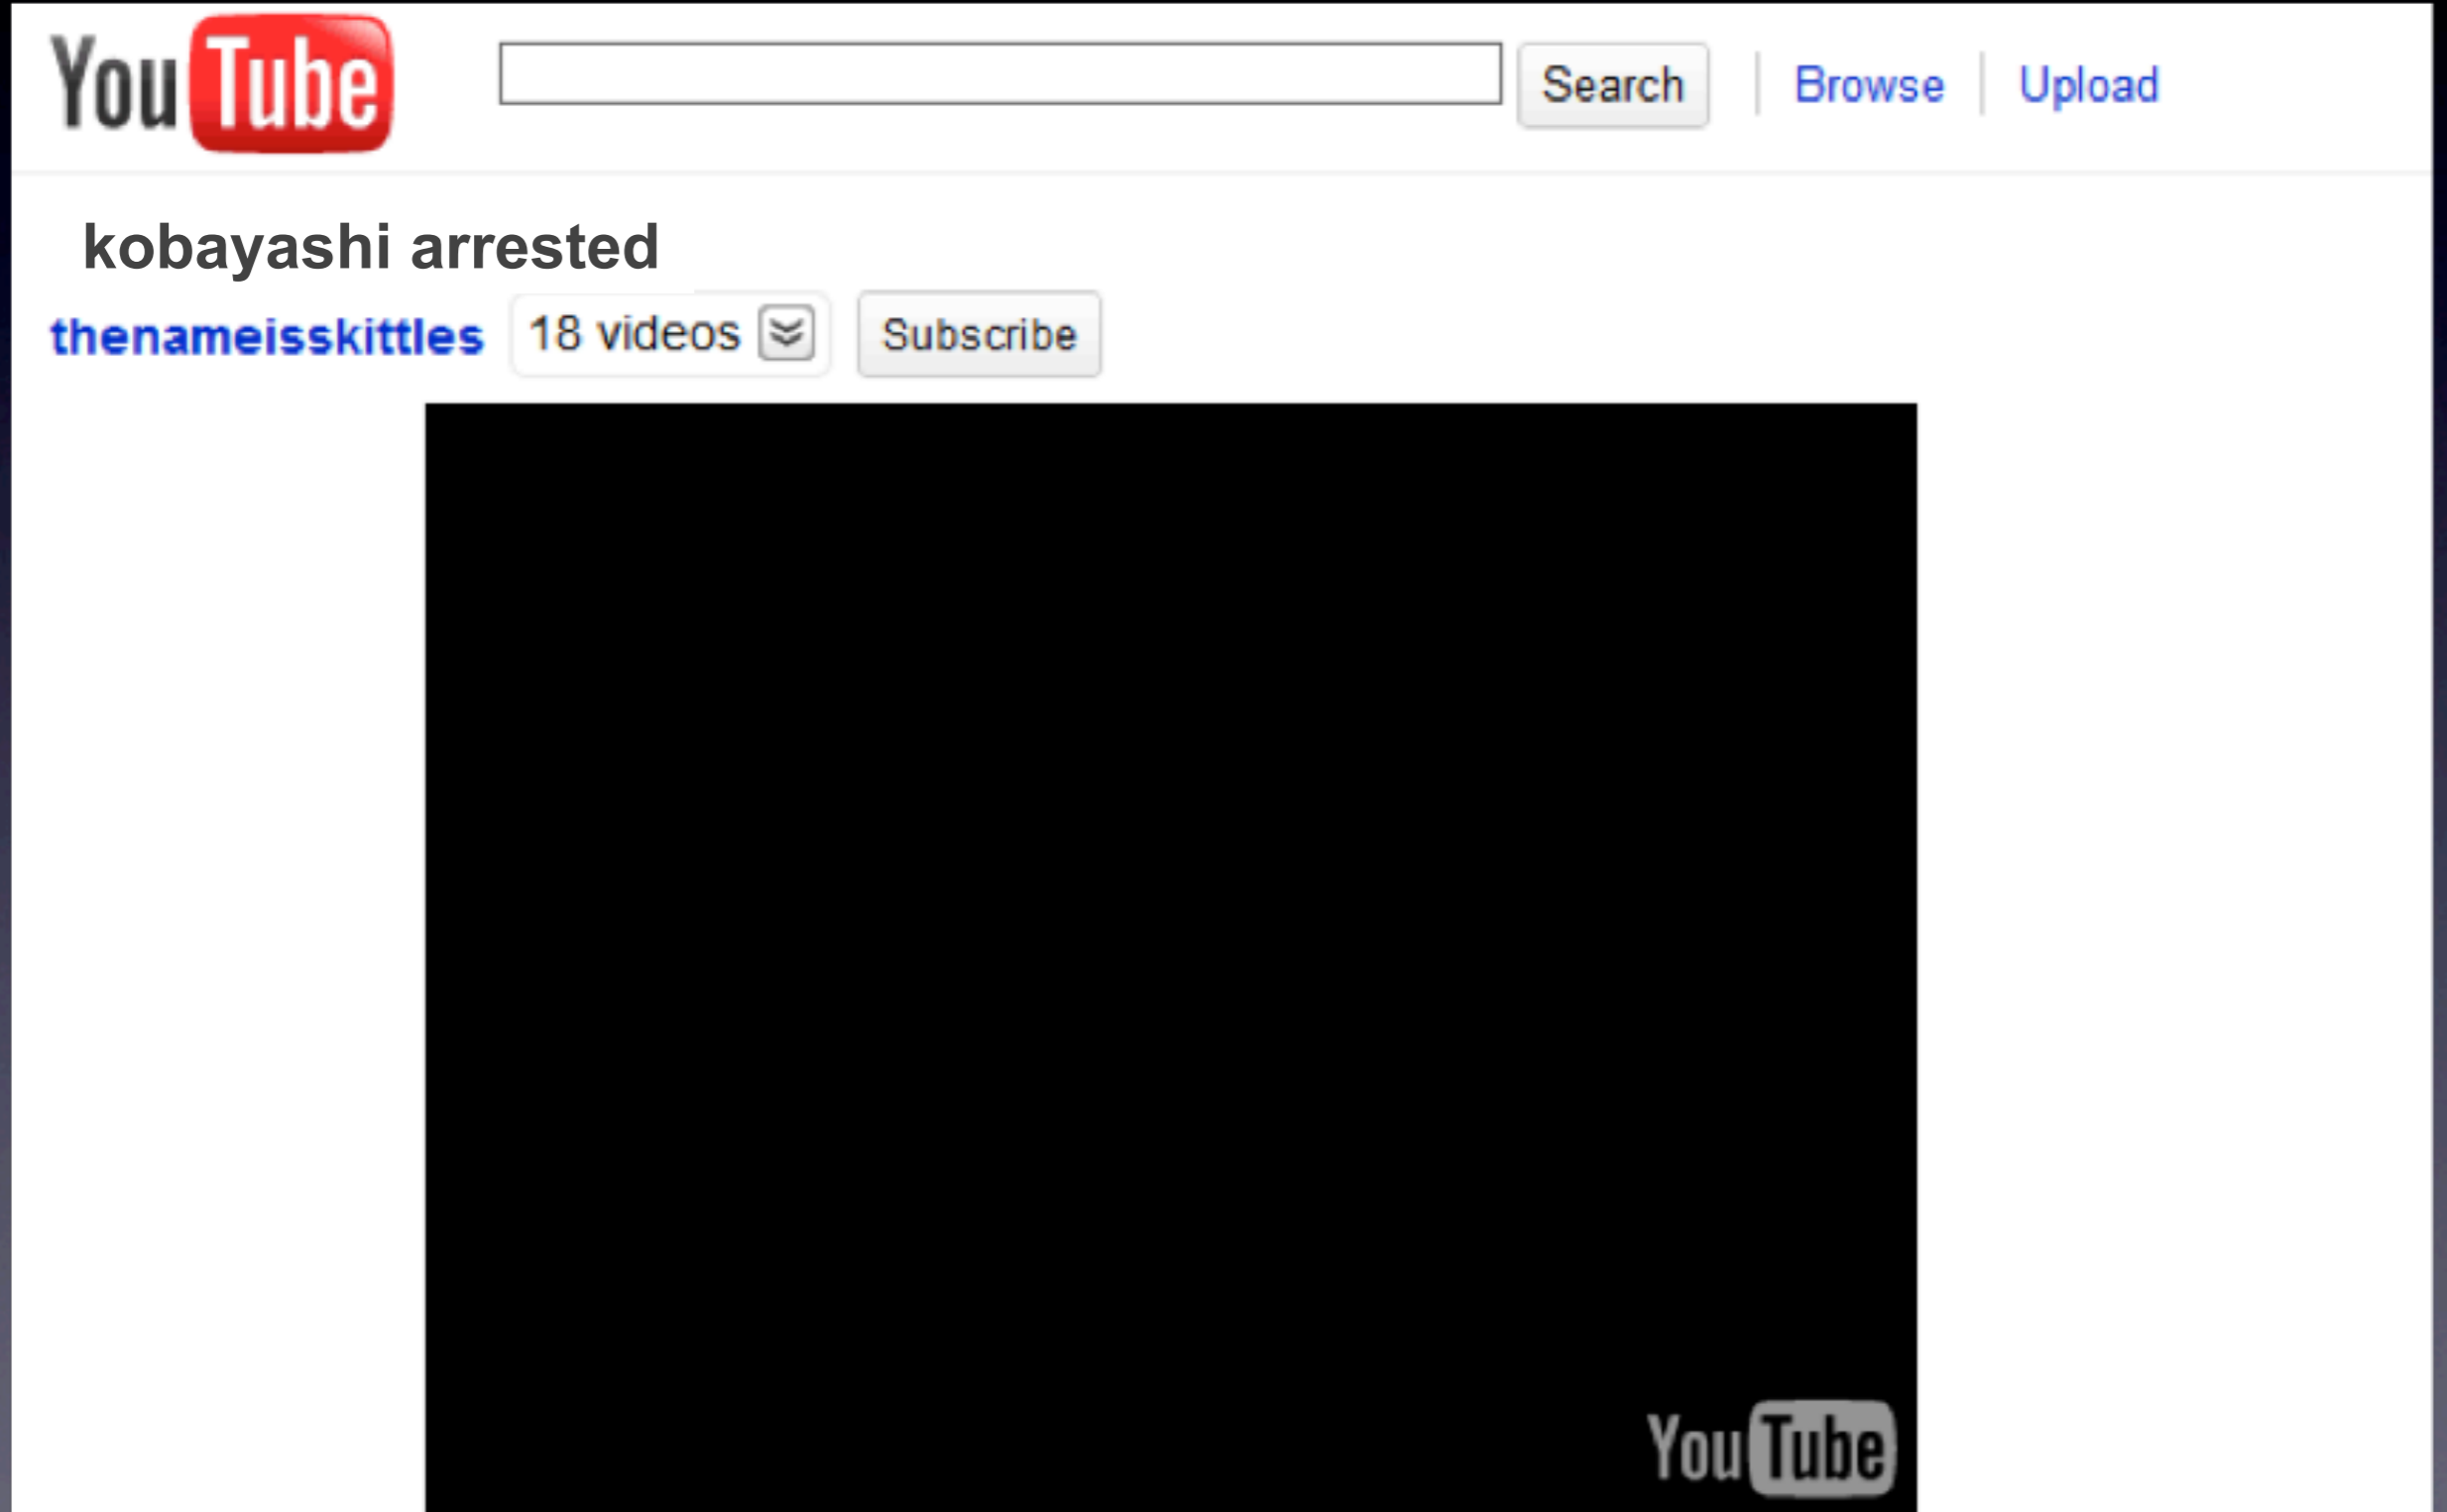 YouTube Search Browse Upload
kobayashi arrested
thenameisskittles 18 videos Subscribe
YouTube